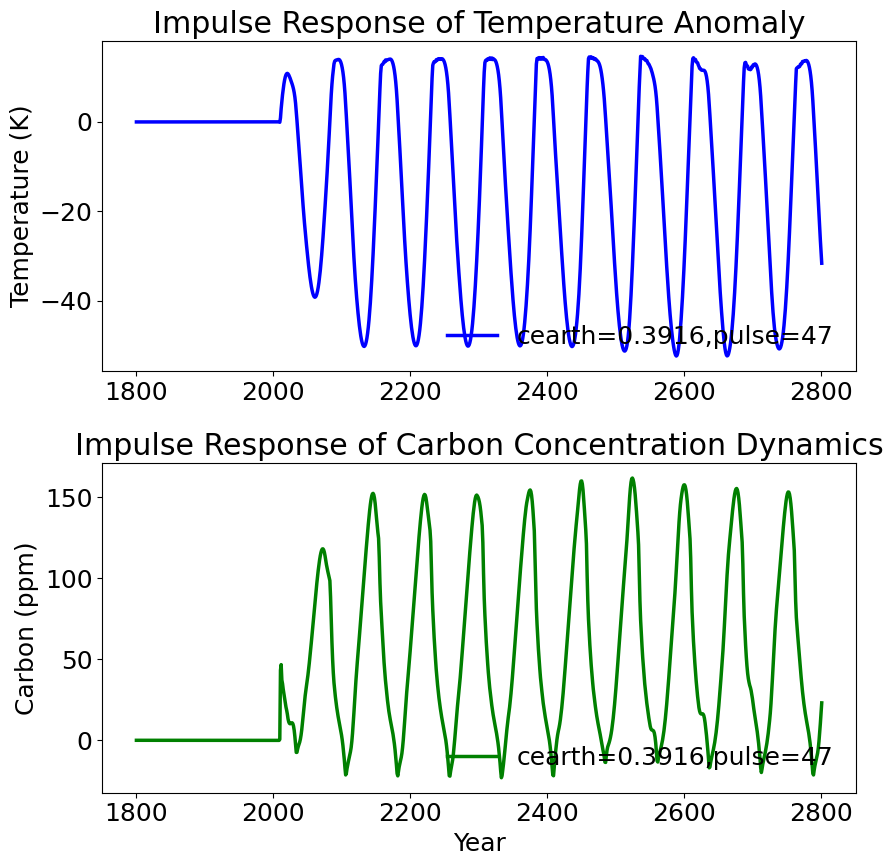 Impulse Response of Temperature Anomaly
Temperature (K)
0
−20
−40
cearth=0.3916,pulse=47
1800 2000 2200 2400 2600 2800
Impulse Response of Carbon Concentration Dynamics
Carbon (ppm)
150
100
50
0
cearth=0.3916,pulse=47
1800 2000 2200 2400 2600 2800
Year